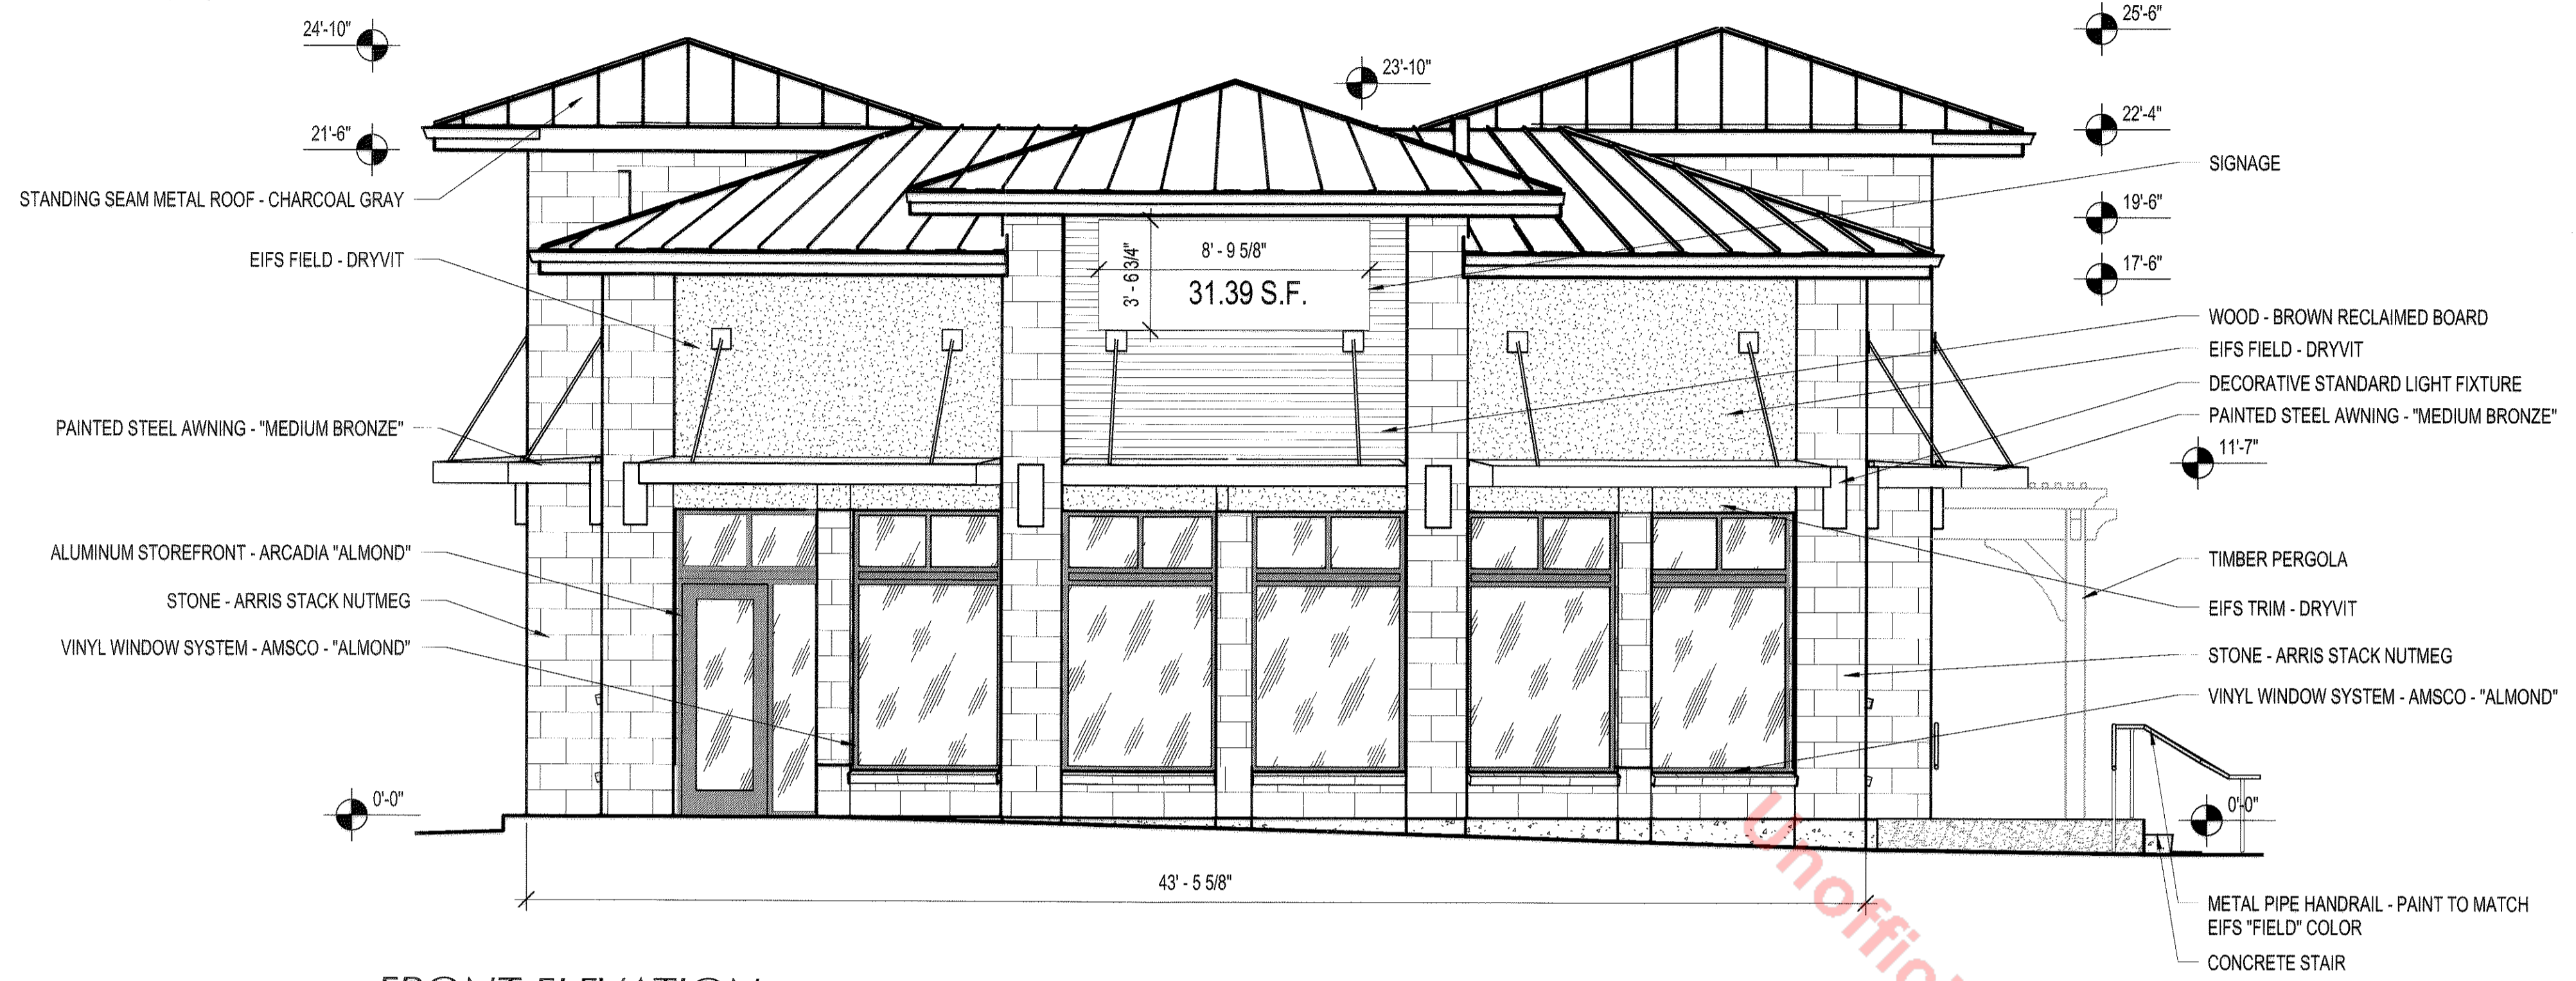 24'-10"
25'-6"
23'-10"
21'-6"
22'-4"
SIGNAGE
STANDING SEAM METAL ROOF - CHARCOAL GRAY
19'-6"
EIFS FIELD - DRYVIT
8' - 9 5/8"
3' - 6 3/4"
31.39 S.F.
17'-6"
WOOD - BROWN RECLAIMED BOARD
EIFS FIELD - DRYVIT
DECORATIVE STANDARD LIGHT FIXTURE
PAINTED STEEL AWNING - "MEDIUM BRONZE"
PAINTED STEEL AWNING - "MEDIUM BRONZE"
11'-7"
ALUMINUM STOREFRONT - ARCADIA "ALMOND"
TIMBER PERGOLA
STONE - ARRIS STACK NUTMEG
EIFS TRIM - DRYVIT
VINYL WINDOW SYSTEM - AMSCO - "ALMOND"
STONE - ARRIS STACK NUTMEG
VINYL WINDOW SYSTEM - AMSCO - "ALMOND"
0'-0"
0'-0"
43' - 5 5/8"
METAL PIPE HANDRAIL - PAINT TO MATCH
EIFS "FIELD" COLOR
CONCRETE STAIR
FRONT ELEVATION